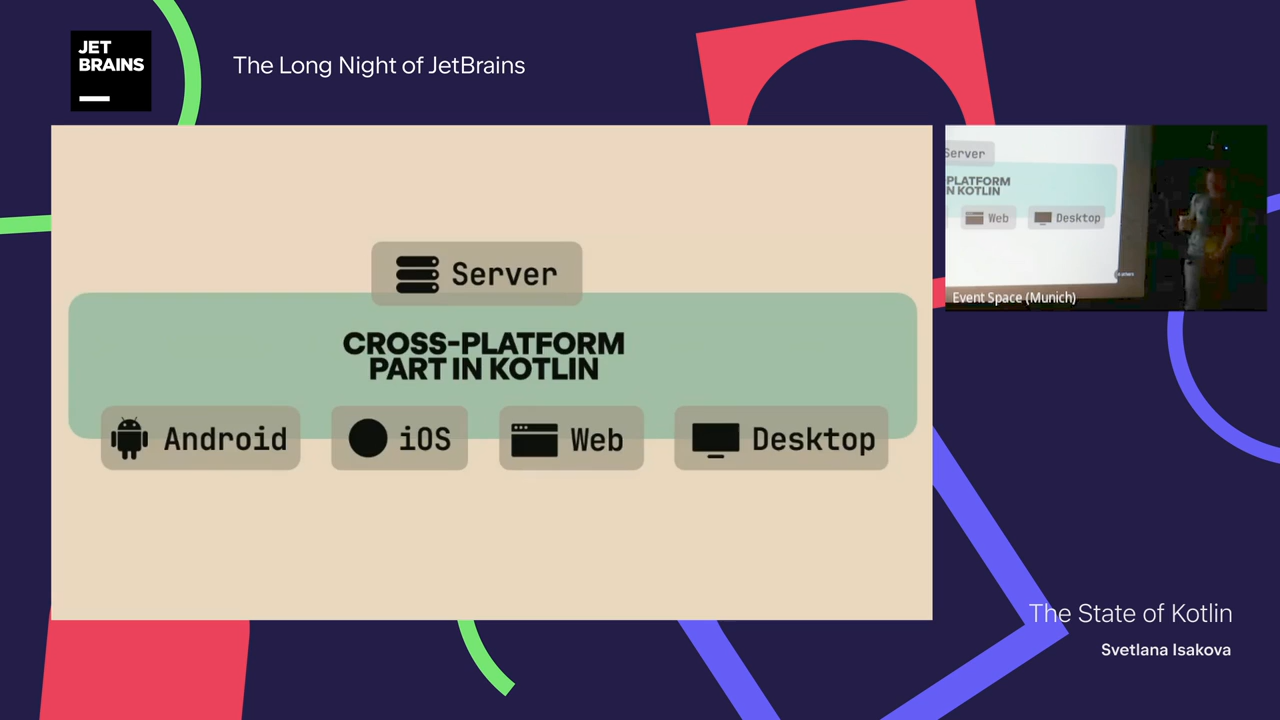 JET
BRAINS
The Long Night of JetBrains
Server
CROSS-PLATFORM
PART IN KOTLIN
Android
iOS
Web
Desktop
Server
-PLATFORM
N KOTLIN
Web
Desktop
Event Space (Munich)
The State of Kotlin
Svetlana Isakova